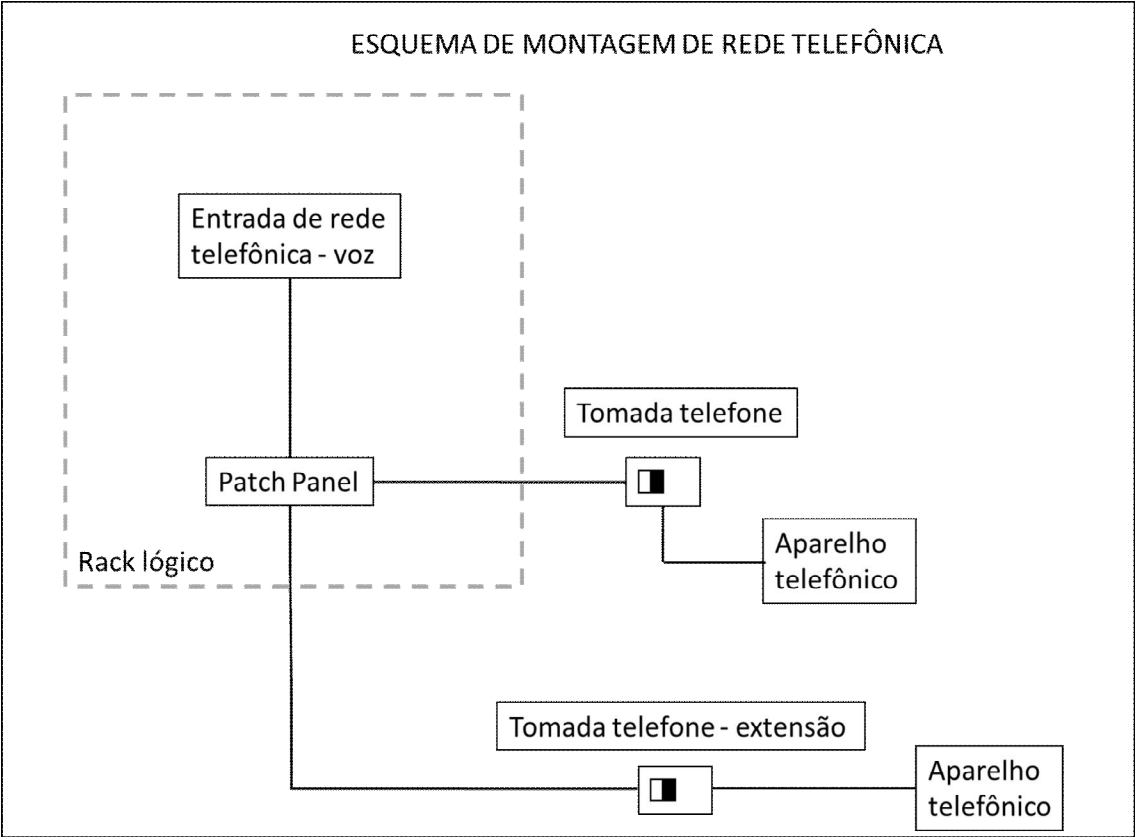 ESQUEMA DE MONTAGEM DE REDE TELEFÔNICA
Entrada de rede
telefônica - voz
Tomada telefone
Patch Panel
Aparelho
telefônico
Rack lógico
Tomada telefone - extensão
Aparelho
telefônico